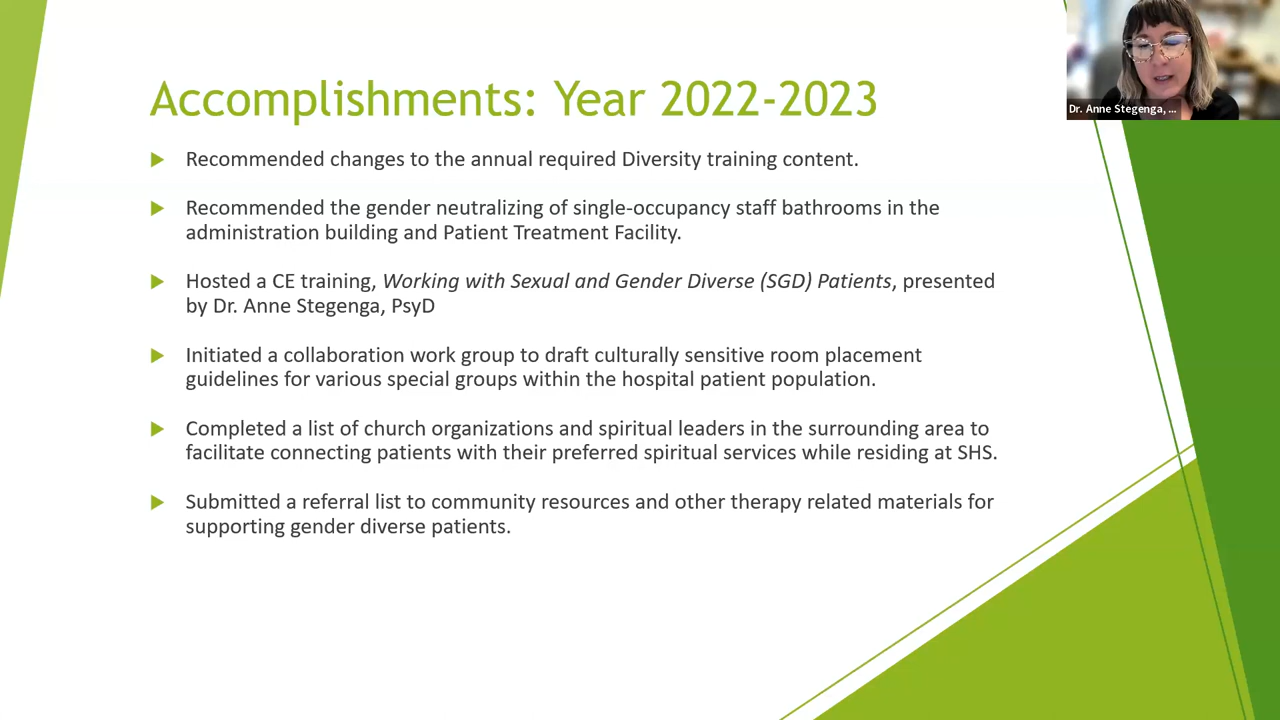 Accomplishments: Year 2022-2023
Dr. Anne Stegenga, ...
Recommended changes to the annual required Diversity training content.
Recommended the gender neutralizing of single-occupancy staff bathrooms in the
administration building and Patient Treatment Facility.
Hosted a CE training, Working with Sexual and Gender Diverse (SGD) Patients, presented
by Dr. Anne Stegenga, PsyD
Initiated a collaboration work group to draft culturally sensitive room placement
guidelines for various special groups within the hospital patient population.
Completed a list of church organizations and spiritual leaders in the surrounding area to
facilitate connecting patients with their preferred spiritual services while residing at SHS.
Submitted a referral list to community resources and other therapy related materials for
supporting gender diverse patients.